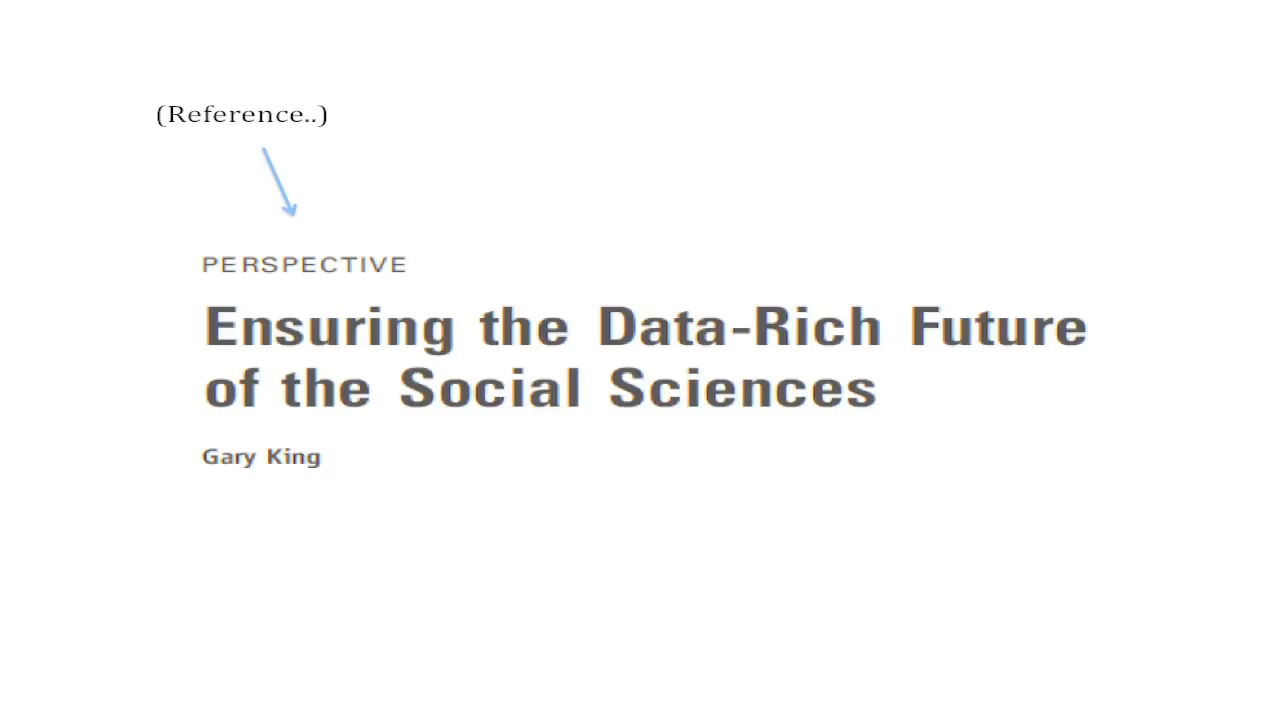 (Reference..)
PERSPECTIVE
Ensuring the Data-Rich Future
of the Social Sciences
Gary King